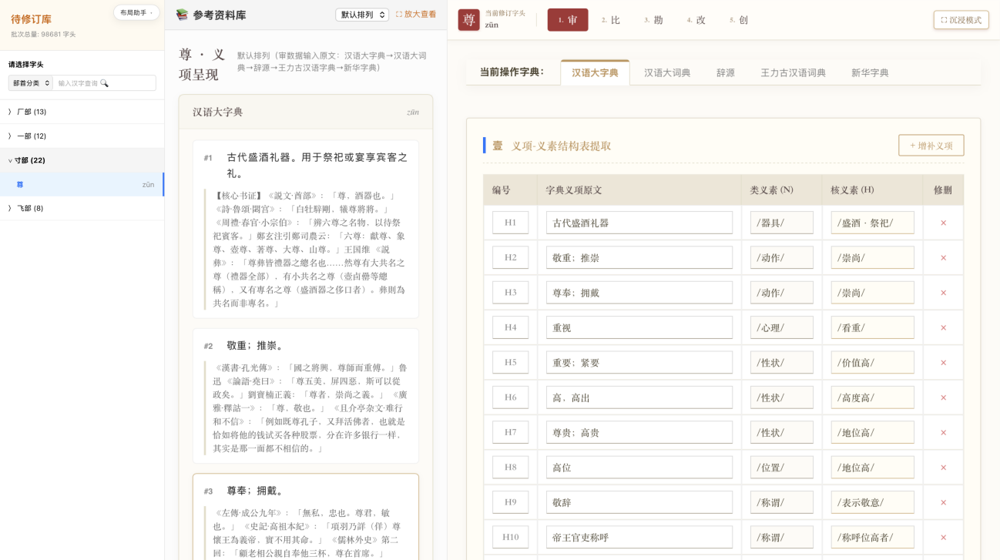 待修订库
批次总量: 98681 字头
布局助手
请选择字头
部首分类
输入汉字查询
厂部 (13)
一部 (12)
寸部 (22)
尊 zūn
飞部 (8)
参考资料库
默认排列
放大查看
尊 · 义
项呈现
默认排列（审数据输入原文：汉语大字典→汉语大词
典→辞源→王力古汉语字典→新华字典）
汉语大字典 zūn
#1 古代盛酒礼器。用于祭祀或宴享宾客之
礼。
【核心书证】《説文·酋部》：「尊，酒器也。」
《詩·魯頌·閟宫》：「白牡騂剛，犧尊將將。」
《周禮·春官·小宗伯》：「辨六尊之名物，以待祭
祀賓客。」鄭玄注引鄭司農云：「六尊：獻尊、象
尊、壺尊、著尊、大尊、山尊。」王国维《説
彝》：「尊彝皆禮器之總名也……然尊有大共名之
尊（禮器全部），有小共名之尊（壺卣罍等總
稱），又有專名之尊（盛酒器之侈口者）。彝則為
共名而非專名。」
#2 敬重；推崇。
《漢書·孔光傳》：「國之將興，尊師而重傅。」鲁
迅《論語·堯曰》：「尊五美，屏四惡，斯可以從
政矣。」劉寶楠正義：「尊者，崇尚之義。」《廣
雅·釋詁一》：「尊，敬也。」《且介亭杂文·难行
和不信》：「例如既尊孔子，又拜活佛者，也就是
恰如将他的钱试买各种股票，分在许多银行一样，
其实是那一面都不相信的。」
#3 尊奉；拥戴。
《左傳·成公九年》：「無私，忠也。尊君，敏
也。」《史記·高祖本紀》：「項羽乃詳（佯）尊
懷王為義帝，實不用其命。」《儒林外史》第二
回：「顧老相公親自奉他三杯，尊在首席。」
尊
当前修订字头
zūn
1. 审
2. 比
3. 勘
4. 改
5. 创
沉浸模式
当前操作字典：
汉语大字典
汉语大词典
辞源
王力古汉语词典
新华字典
壹 义项-义素结构表提取
+ 增补义项
编号 字典义项原文 类义素 (N) 核义素 (H) 修删
H1 古代盛酒礼器 /器具/ /盛酒 · 祭祀/ ×
H2 敬重；推崇 /动作/ /崇尚/ ×
H3 尊奉；拥戴 /动作/ /崇尚/ ×
H4 重视 /心理/ /看重/ ×
H5 重要；紧要 /性状/ /价值高/ ×
H6 高，高出 /性状/ /高度高/ ×
H7 尊贵；高贵 /性状/ /地位高/ ×
H8 高位 /位置/ /地位高/ ×
H9 敬辞 /称谓/ /表示敬意/ ×
H10 帝王官吏称呼 /称谓/ /称呼位高者/ ×